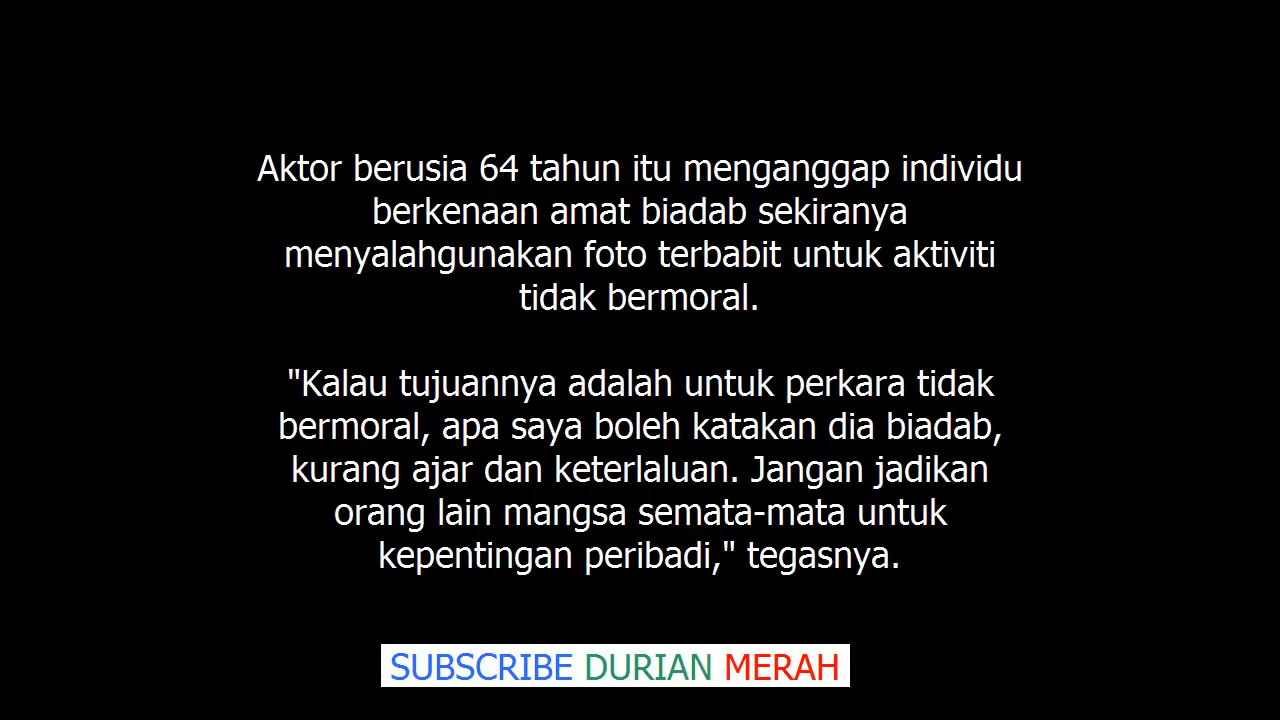 Aktor berusia 64 tahun itu menganggap individu
berkenaan amat biadab sekiranya
menyalahgunakan foto terbabit untuk aktiviti
tidak bermoral.
"Kalau tujuannya adalah untuk perkara tidak
bermoral, apa saya boleh katakan dia biadab,
kurang ajar dan keterlaluan. Jangan jadikan
orang lain mangsa semata-mata untuk
kepentingan peribadi," tegasnya.
SUBSCRIBE DURIAN MERAH